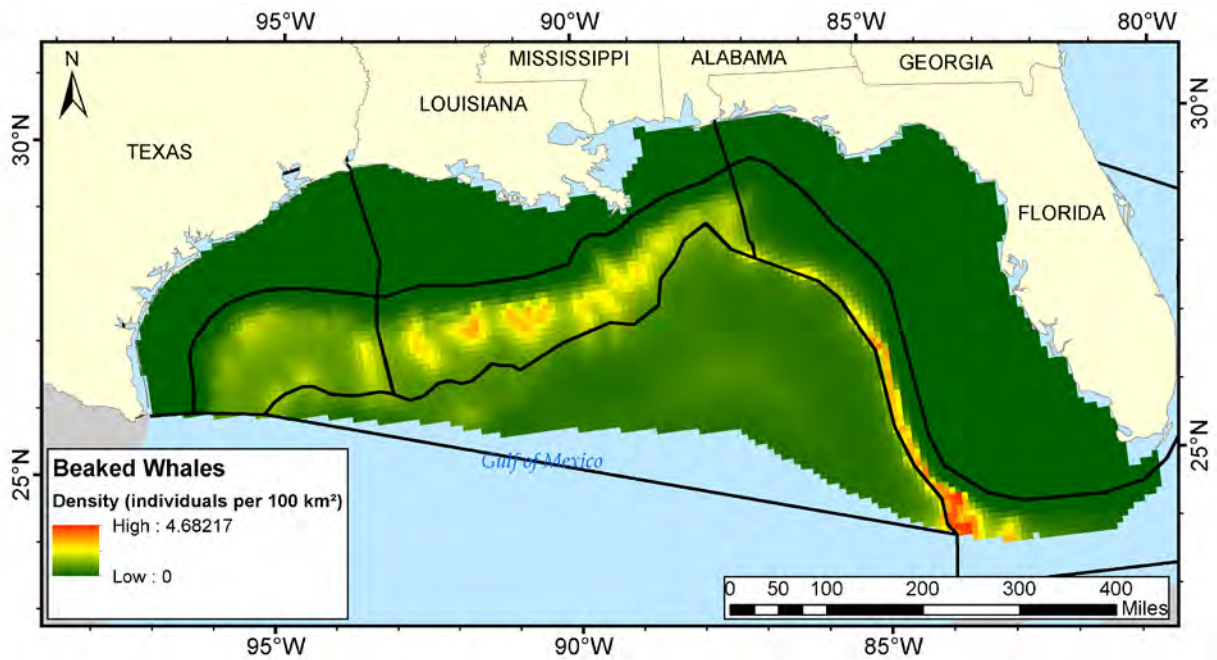 95°W 90°W 85°W 80°W
N
MISSISSIPPI ALABAMA GEORGIA
LOUISIANA
TEXAS
30°N 30°N
FLORIDA
25°N 25°N
Gulf of Mexico
Beaked Whales
Density (individuals per 100 km²)
High : 4.68217
Low : 0
0 50 100 200 300 400
Miles
95°W 90°W 85°W